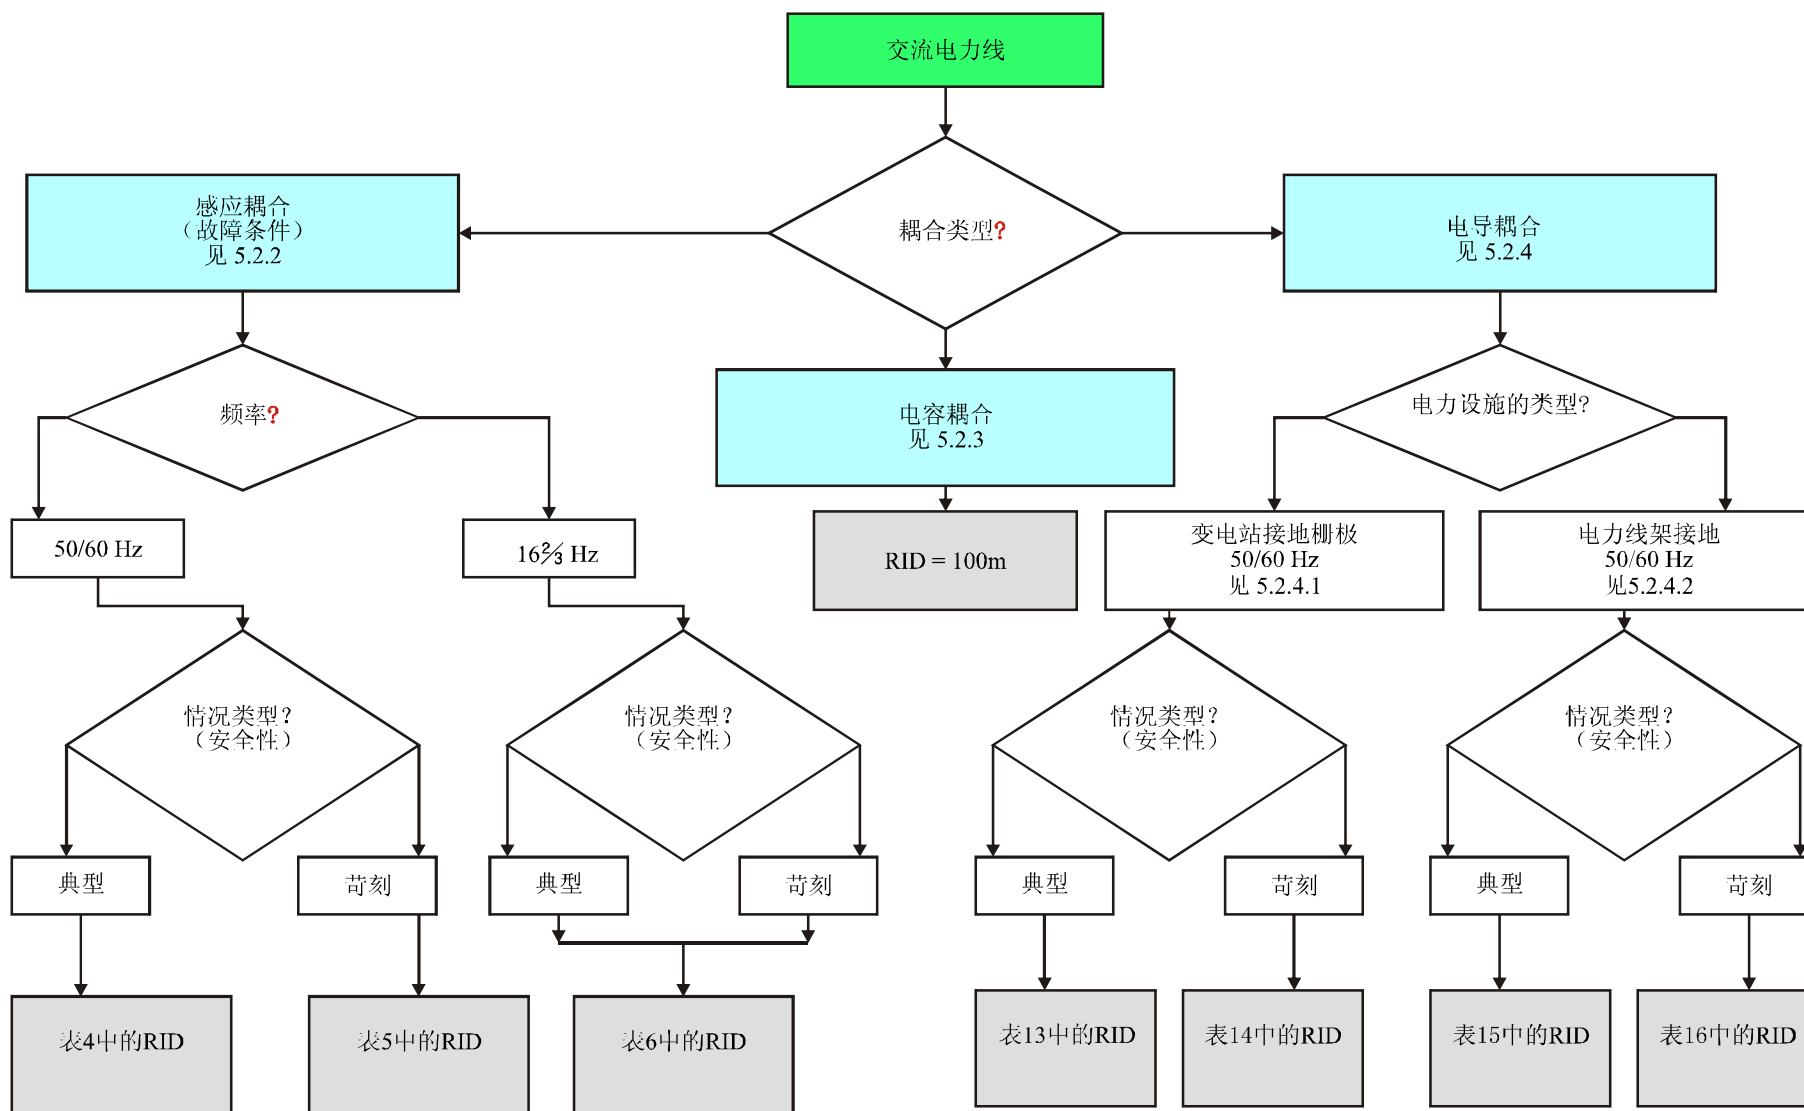 交流电力线
感应耦合
（故障条件）
见 5.2.2
耦合类型?
电导耦合
见 5.2.4
频率?
电容耦合
见 5.2.3
电力设施的类型?
50/60 Hz
16⅔ Hz
RID = 100m
变电站接地栅极
50/60 Hz
见 5.2.4.1
电力线架接地
50/60 Hz
见5.2.4.2
情况类型?
（安全性）
情况类型?
（安全性）
情况类型?
（安全性）
情况类型?
（安全性）
典型
苛刻
典型
苛刻
典型
苛刻
典型
苛刻
表4中的RID
表5中的RID
表6中的RID
表13中的RID
表14中的RID
表15中的RID
表16中的RID